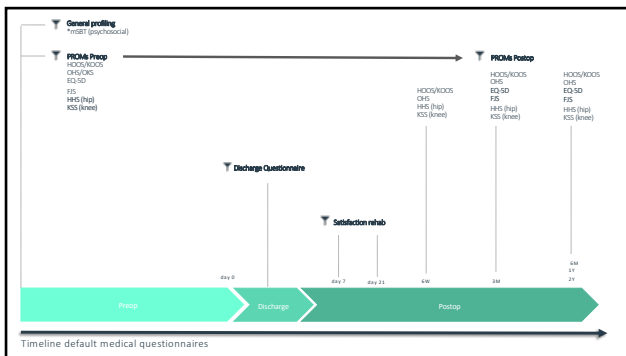 General profiling
*mSBT (psychosocial)
PROMs Preop
HOOS/KOOS
OHS/OKS
EQ-5D
FJS
HHS (hip)
KSS (knee)
PROMs Postop
HOOS/KOOS
OHS
HHS (hip)
KSS (knee)
HOOS/KOOS
OHS
EQ-5D
FJS
HHS (hip)
KSS (knee)
HOOS/KOOS
OHS
EQ-5D
FJS
HHS (hip)
KSS (knee)
Discharge Questionnaire
Satisfaction rehab
day 0
day 7
day 21
6W
3M
6M
1Y
2Y
Preop
Discharge
Postop
Timeline default medical questionnaires